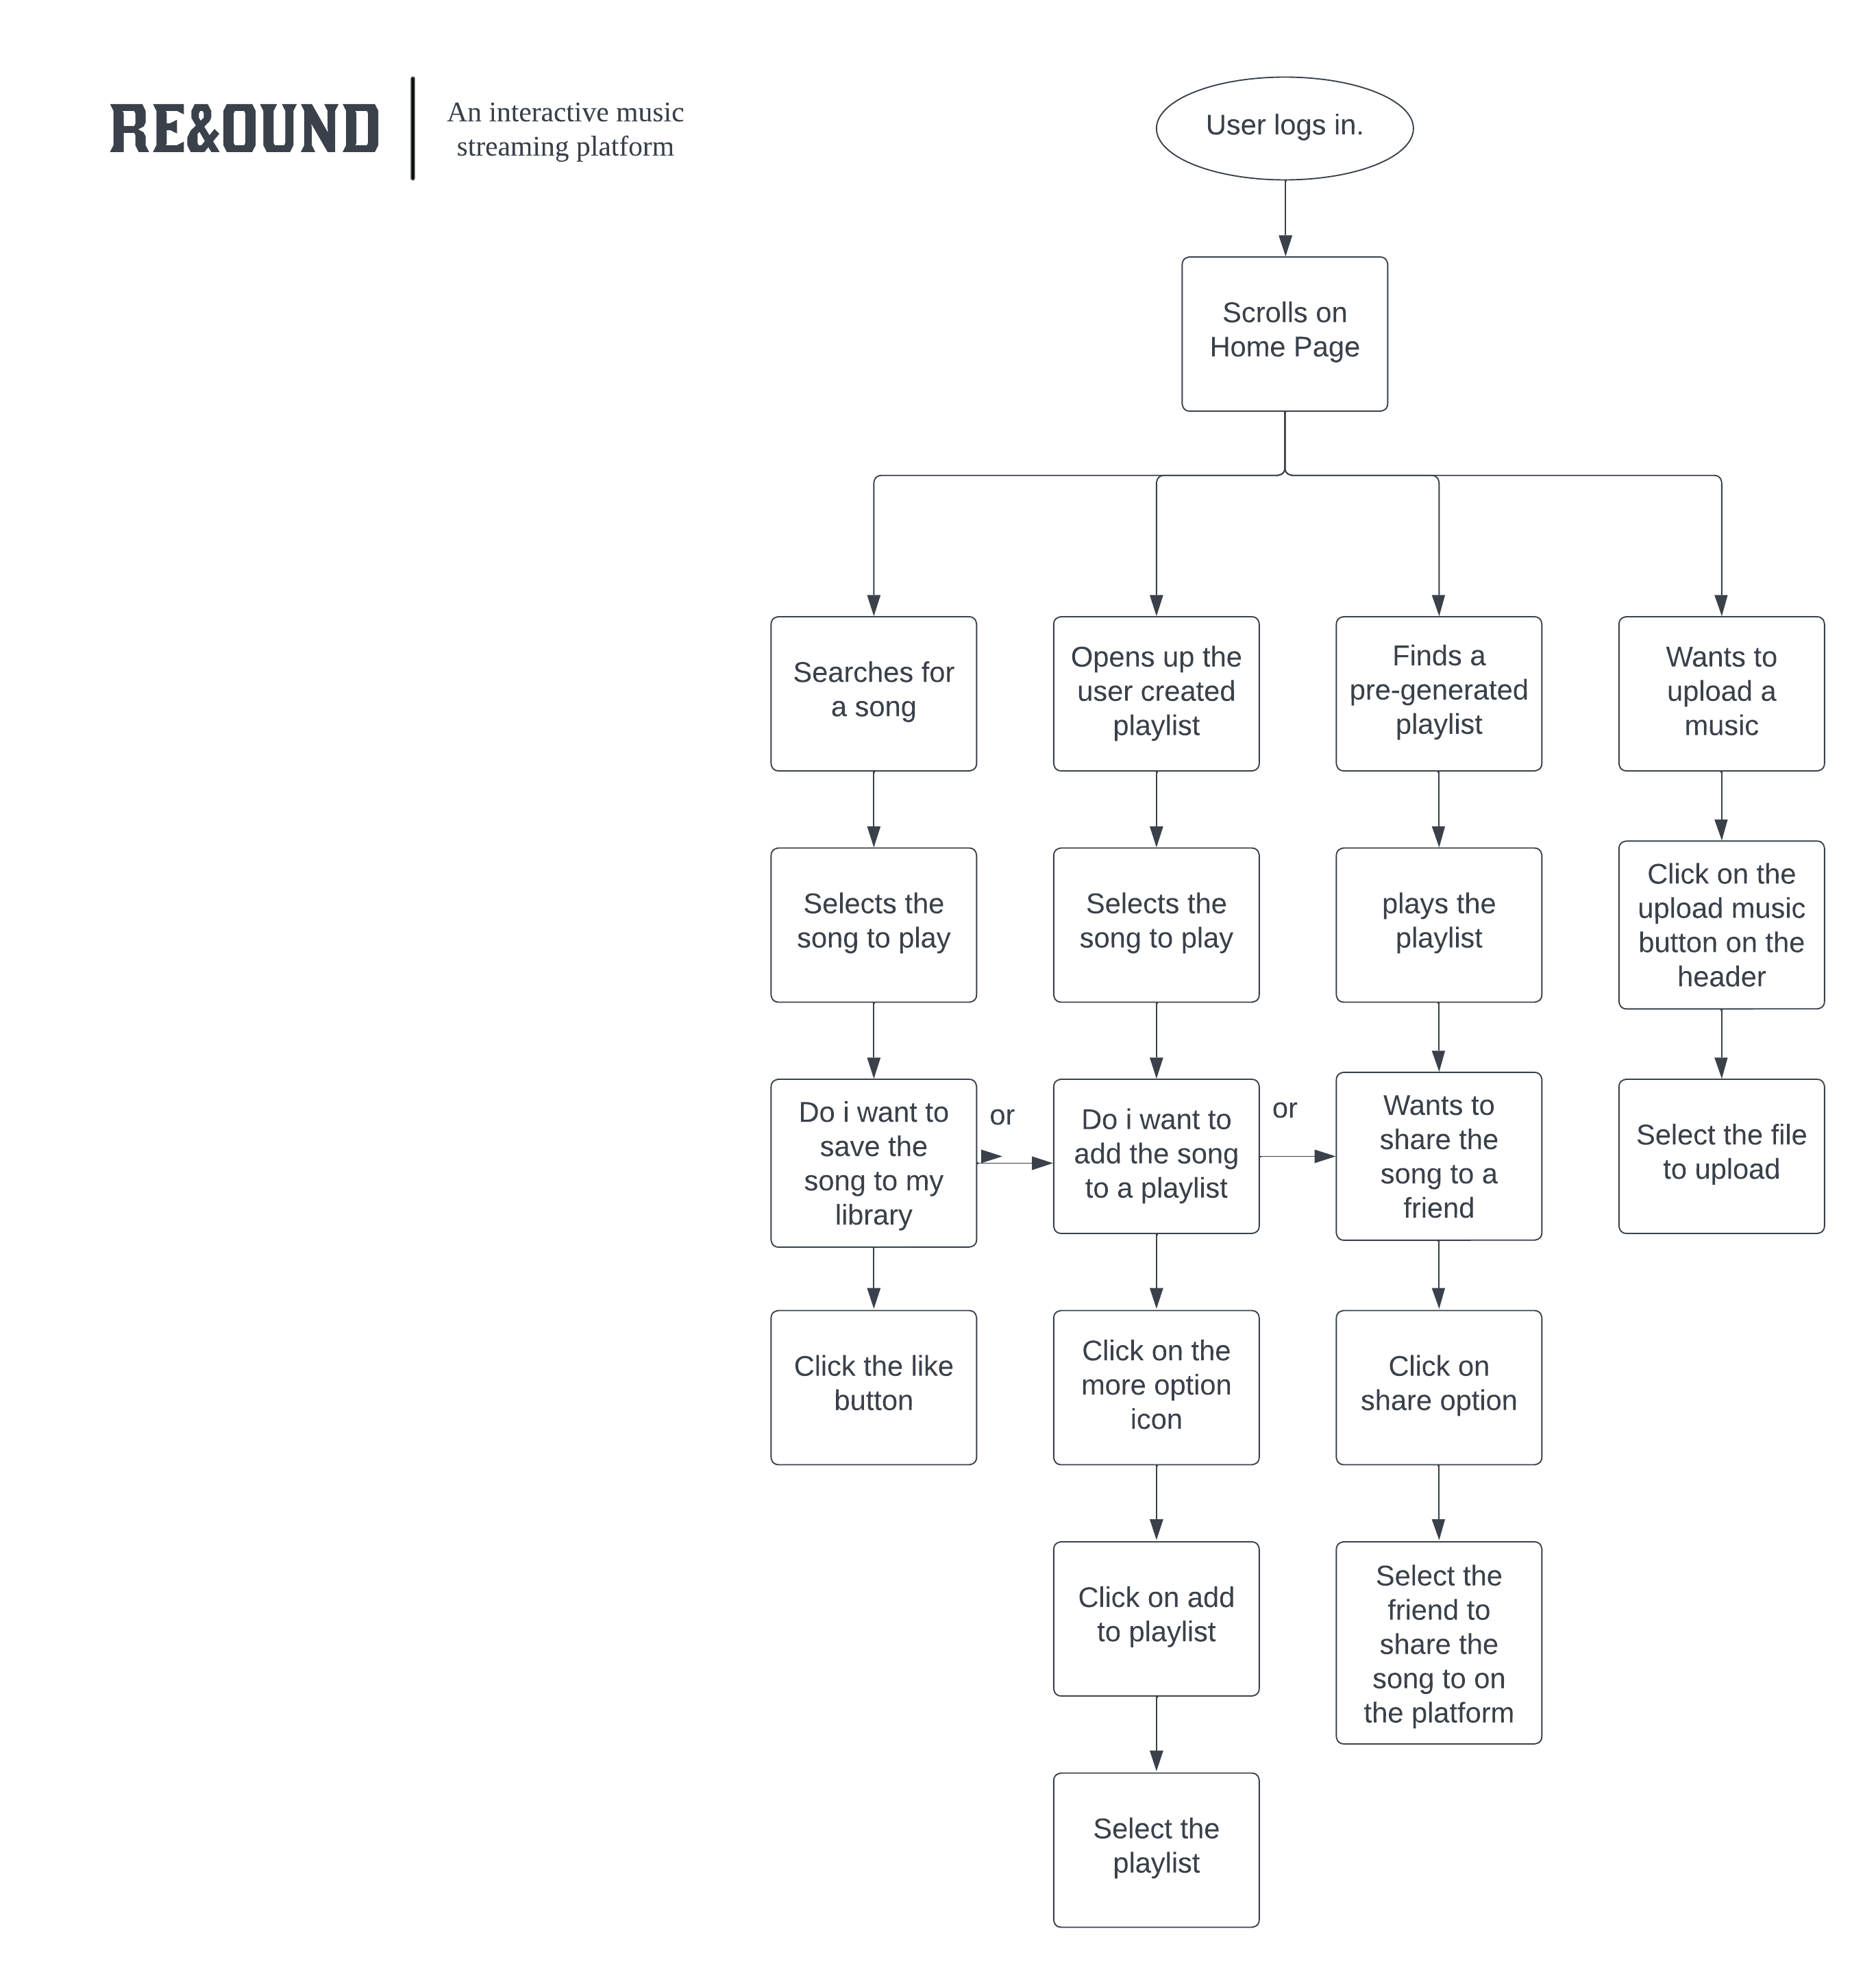 RE&OUND
An interactive music
streaming platform
User logs in.
Scrolls on
Home Page
Searches for
a song
Opens up the
user created
playlist
Finds a
pre-generated
playlist
Wants to
upload a
music
Selects the
song to play
Selects the
song to play
plays the
playlist
Click on the
upload music
button on the
header
Do i want to
save the
song to my
library
or
Do i want to
add the song
to a playlist
or
Wants to
share the
song to a
friend
Select the file
to upload
Click the like
button
Click on the
more option
icon
Click on
share option
Click on add
to playlist
Select the
friend to
share the
song to on
the platform
Select the
playlist